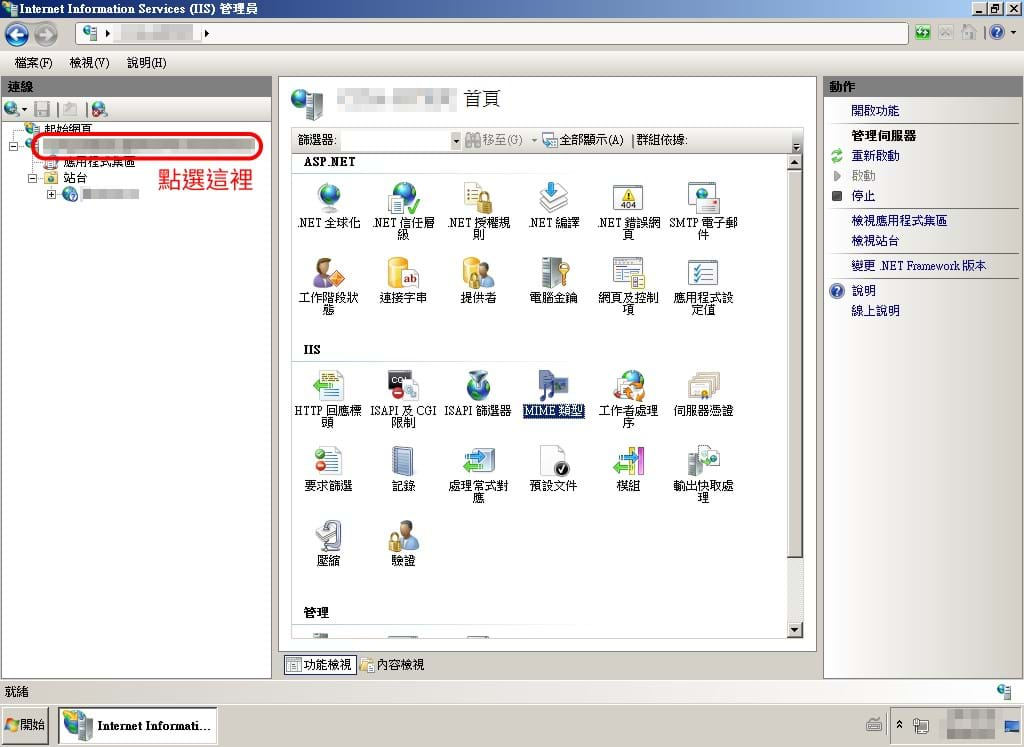 Internet Information Services (IIS) 管理員
檔案(F) 檢視(V) 說明(H)
連線
起始網頁
應用程式集區
站台
點選這裡
首頁
篩選器: 移至(G) 全部顯示(A) 群組依據:
ASP.NET
.NET 全球化
.NET 信任層級
.NET 授權規則
.NET 編譯
.NET 錯誤網頁
SMTP 電子郵件
工作階段狀態
連接字串
提供者
電腦金鑰
網頁及控制項
應用程式設定值
IIS
HTTP 回應標頭
ISAPI 及 CGI 限制
ISAPI 篩選器
MIME 類型
工作者處理序
伺服器憑證
要求篩選
記錄
處理常式對應
預設文件
模組
輸出快取處理
壓縮
驗證
管理
功能檢視 內容檢視
動作
開啟功能
管理伺服器
重新啟動
啟動
停止
檢視應用程式集區
檢視站台
變更 .NET Framework 版本
說明
線上說明
就緒
開始 Internet Informati...